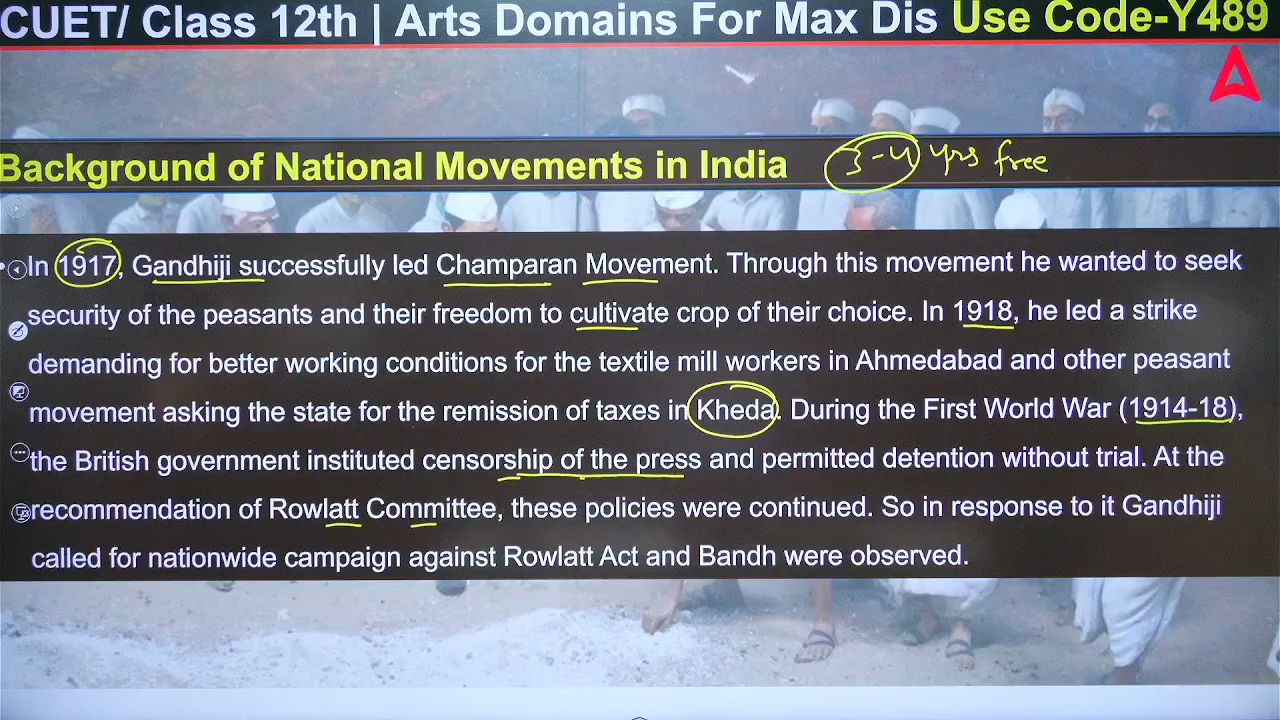 CUET/ Class 12th | Arts Domains For Max Dis Use Code-Y489
Background of National Movements in India 3-4 yrs free
In 1917, Gandhiji successfully led Champaran Movement. Through this movement he wanted to seek
security of the peasants and their freedom to cultivate crop of their choice. In 1918, he led a strike
demanding for better working conditions for the textile mill workers in Ahmedabad and other peasant
movement asking the state for the remission of taxes in Kheda. During the First World War (1914-18),
the British government instituted censorship of the press and permitted detention without trial. At the
recommendation of Rowlatt Committee, these policies were continued. So in response to it Gandhiji
called for nationwide campaign against Rowlatt Act and Bandh were observed.